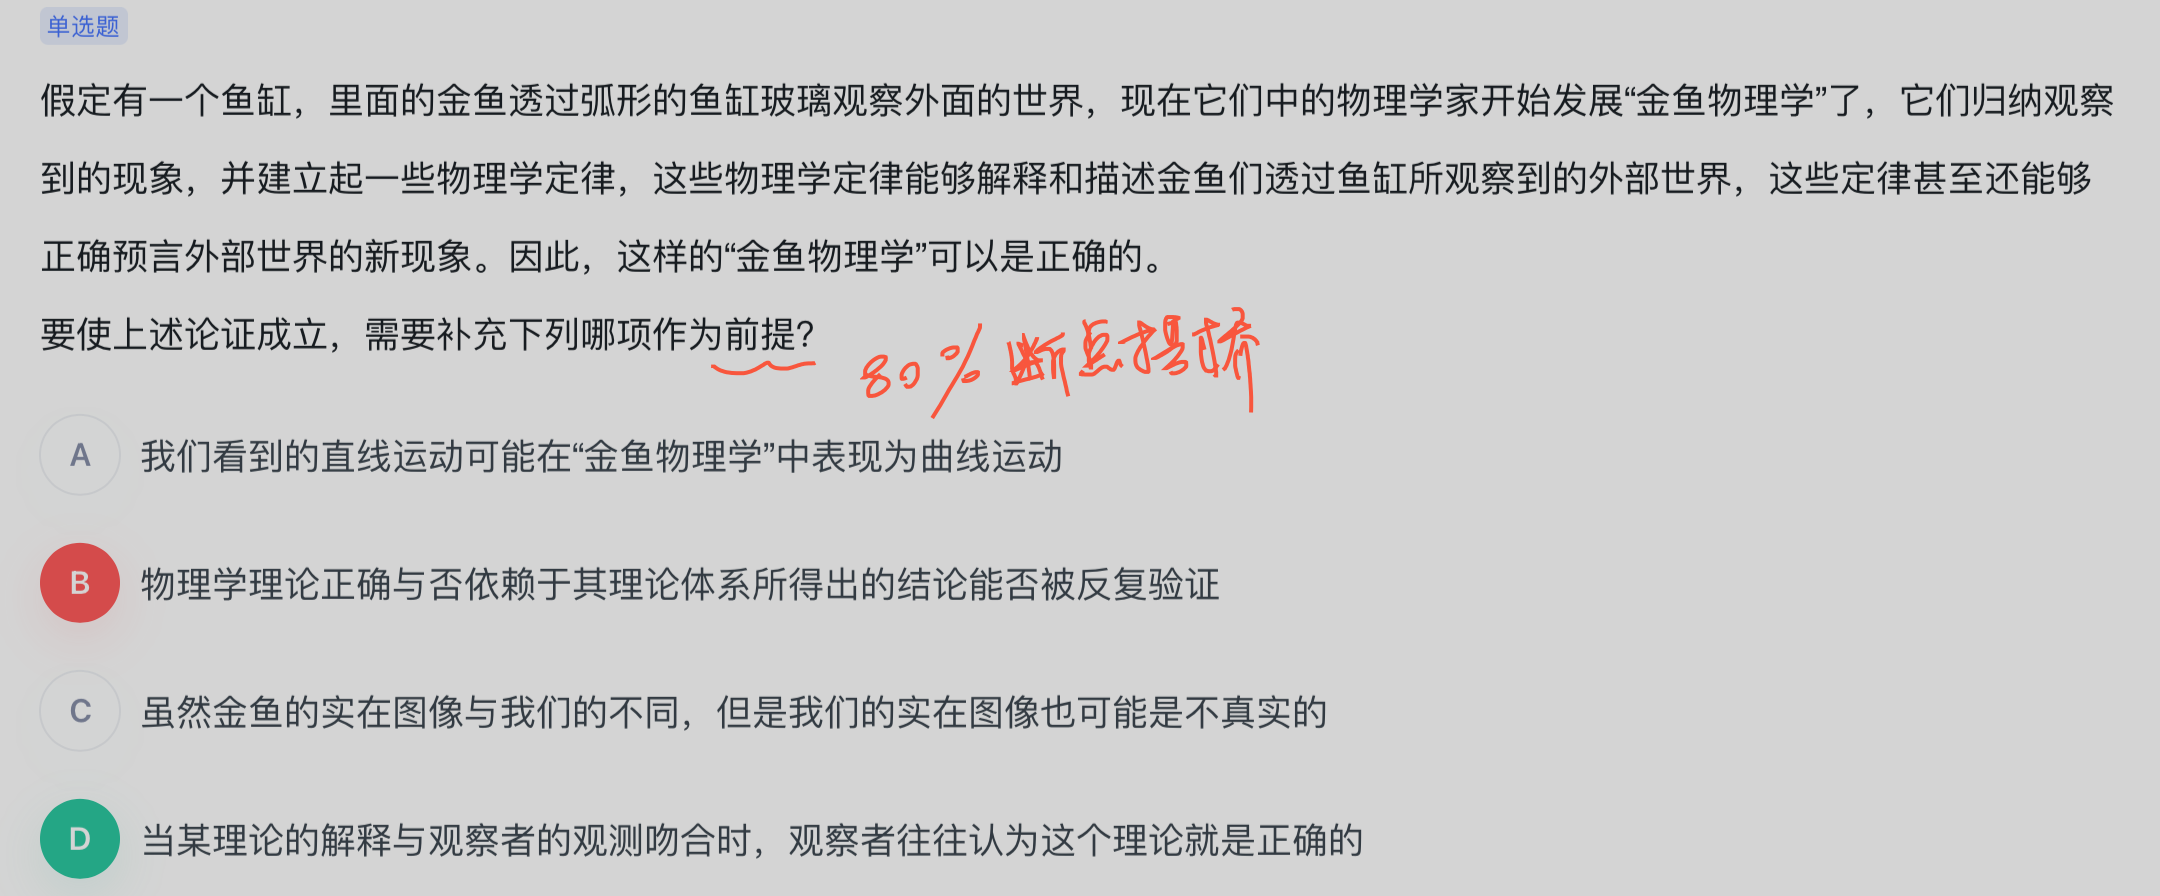 单选题
假定有一个鱼缸，里面的金鱼透过弧形的鱼缸玻璃观察外面的世界，现在它们中的物理学家开始发展“金鱼物理学”了，它们归纳观察
到的现象，并建立起一些物理学定律，这些物理学定律能够解释和描述金鱼们透过鱼缸所观察到的外部世界，这些定律甚至还能够
正确预言外部世界的新现象。因此，这样的“金鱼物理学”可以是正确的。
要使上述论证成立，需要补充下列哪项作为前提?
80% 断点搭桥
A 我们看到的直线运动可能在“金鱼物理学”中表现为曲线运动
B 物理学理论正确与否依赖于其理论体系所得出的结论能否被反复验证
C 虽然金鱼的实在图像与我们的不同，但是我们的实在图像也可能是不真实的
D 当某理论的解释与观察者的观测吻合时，观察者往往认为这个理论就是正确的